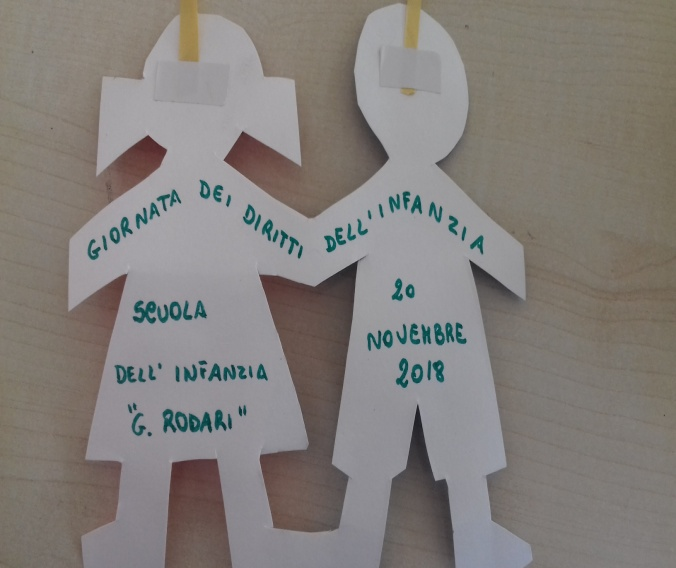 GIORNATA DEI DIRITTI DELL'INFANZIA
SCUOLA
DELL' INFANZIA
"G. RODARI"
20
NOVEMBRE
2018